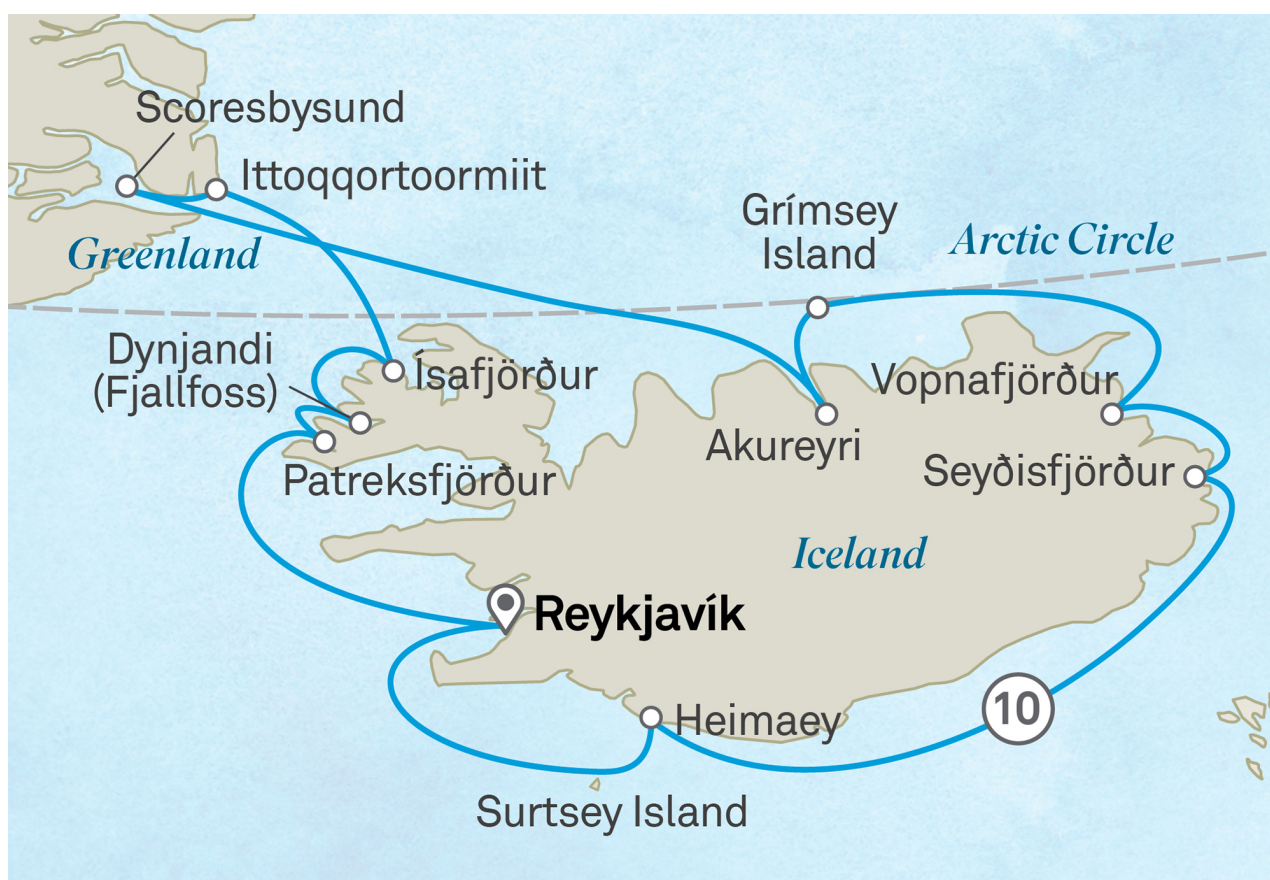 Scoresbysund
Ittoqqortoormiit
Greenland
Grímsey
Island
Arctic Circle
Dynjandi
(Fjallfoss)
Ísafjörður
Vopnafjörður
Akureyri
Patreksfjörður
Seyðisfjörður
Iceland
Reykjavík
10
Heimaey
Surtsey Island